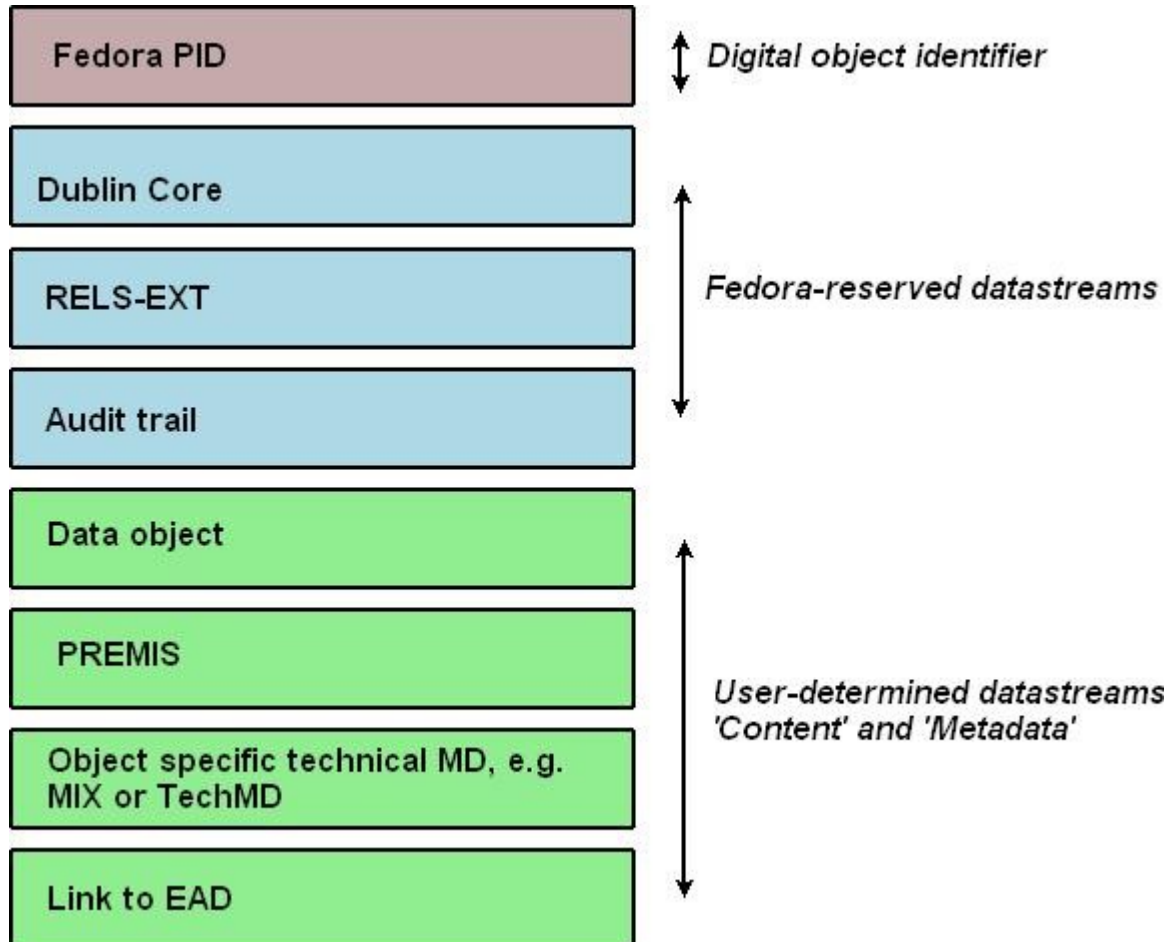 Fedora PID
Digital object identifier
Dublin Core
RELS-EXT
Fedora-reserved datastreams
Audit trail
Data object
PREMIS
User-determined datastreams
'Content' and 'Metadata'
Object specific technical MD, e.g.
MIX or TechMD
Link to EAD